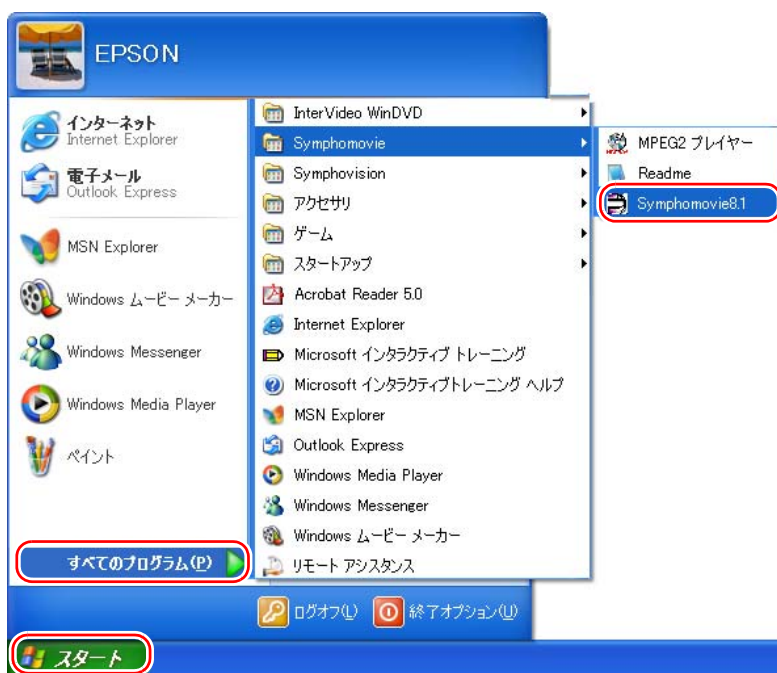 EPSON
インターネット
Internet Explorer
電子メール
Outlook Express
MSN Explorer
Windows ムービー メーカー
Windows Messenger
Windows Media Player
ペイント
すべてのプログラム(P)
InterVideo WinDVD
Symphomovie
Symphovision
アクセサリ
ゲーム
スタートアップ
Acrobat Reader 5.0
Internet Explorer
Microsoft インタラクティブ トレーニング
Microsoft インタラクティブトレーニング ヘルプ
MSN Explorer
Outlook Express
Windows Media Player
Windows Messenger
Windows ムービー メーカー
リモート アシスタンス
MPEG2 プレイヤー
Readme
Symphomovie8.1
ログオフ(L)
終了オプション(U)
スタート